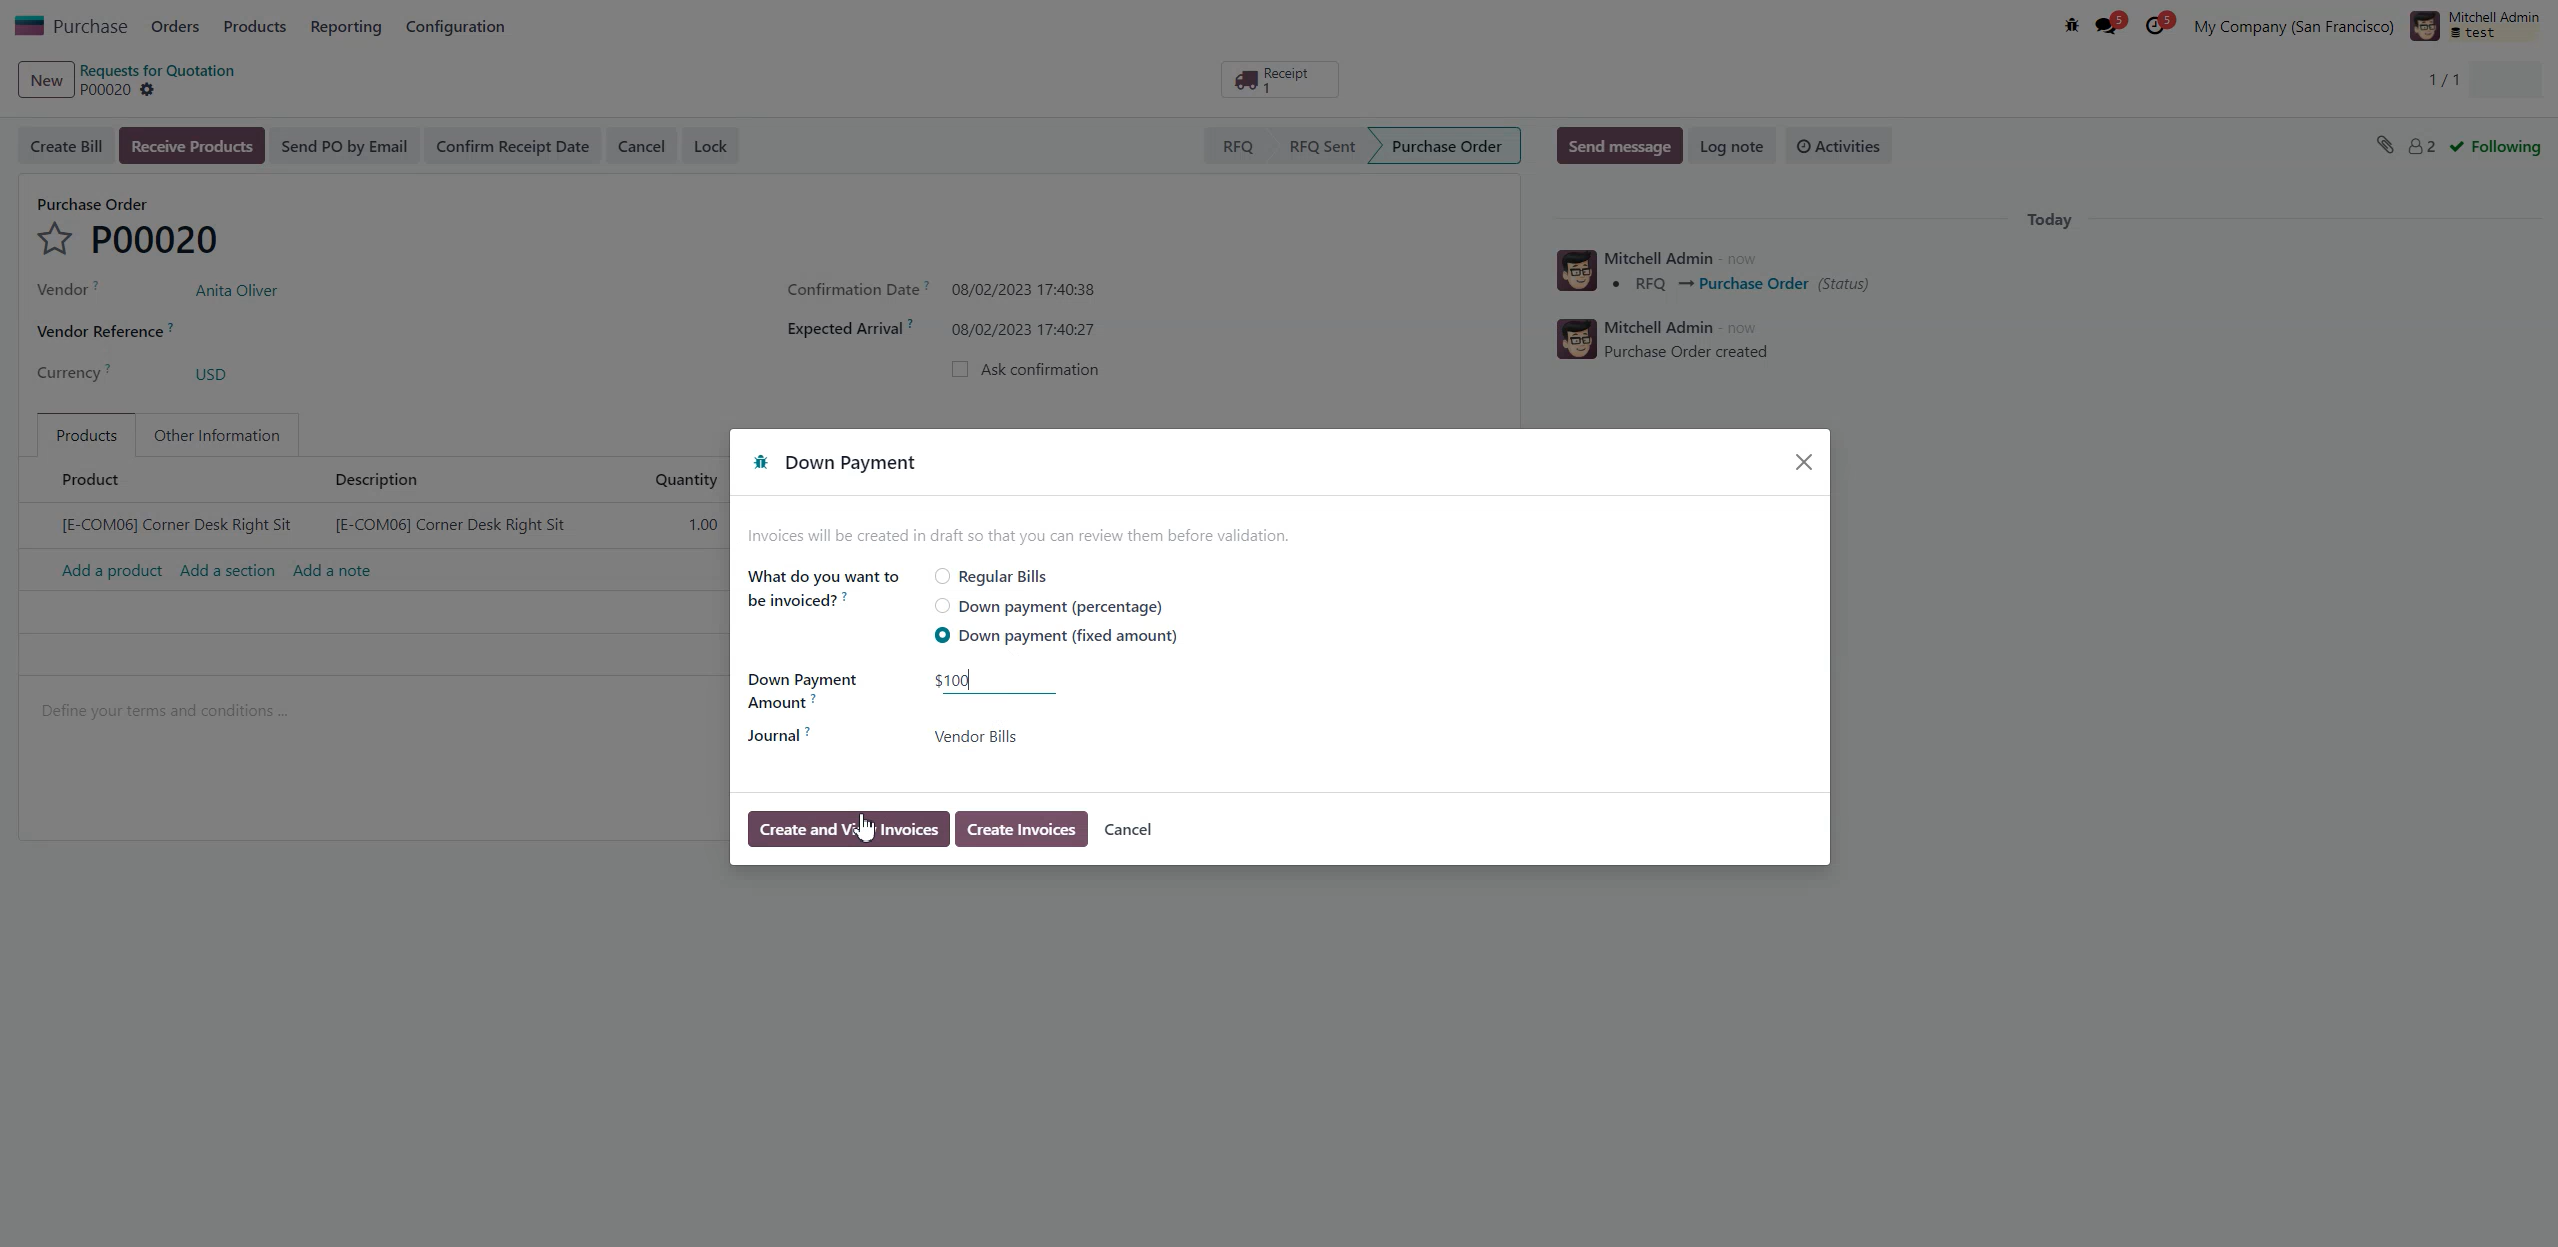 Purchase Orders Products Reporting Configuration
5 5 My Company (San Francisco) Mitchell Admin
test
New Requests for Quotation
P00020
Receipt
1
1 / 1
Create Bill Receive Products Send PO by Email Confirm Receipt Date Cancel Lock
RFQ RFQ Sent Purchase Order
Send message Log note Activities 2 Following
Purchase Order
P00020
Vendor ? Anita Oliver
Vendor Reference ?
Currency ? USD
Confirmation Date ? 08/02/2023 17:40:38
Expected Arrival ? 08/02/2023 17:40:27
Ask confirmation
Today
Mitchell Admin - now
• RFQ → Purchase Order (Status)
Mitchell Admin - now
Purchase Order created
Products Other Information
Product Description Quantity
[E-COM06] Corner Desk Right Sit [E-COM06] Corner Desk Right Sit 1.00
Add a product Add a section Add a note
Define your terms and conditions ...
Down Payment
Invoices will be created in draft so that you can review them before validation.
What do you want to
be invoiced? ?
Regular Bills
Down payment (percentage)
Down payment (fixed amount)
Down Payment
Amount ?
$100
Journal ? Vendor Bills
Create and View Invoices Create Invoices Cancel